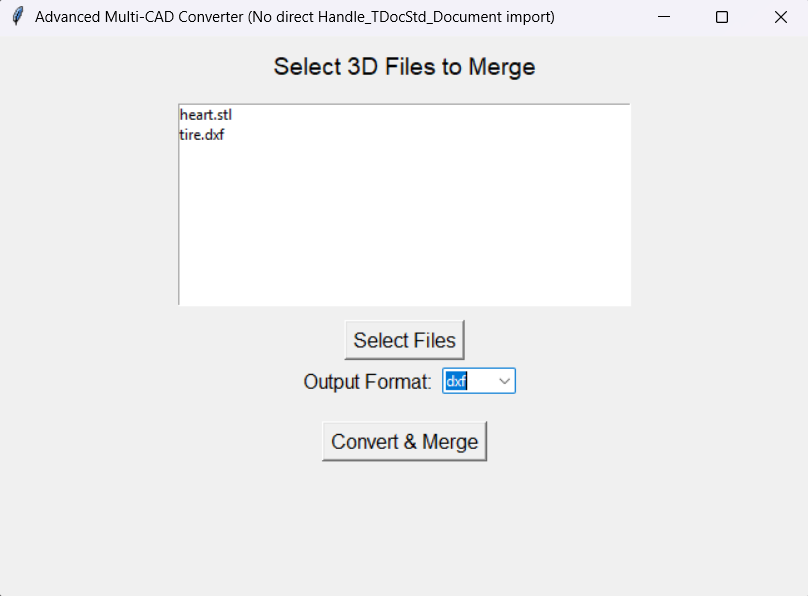 Advanced Multi-CAD Converter (No direct Handle_TDocStd_Document import)
Select 3D Files to Merge
heart.stl
tire.dxf
Select Files
Output Format: dxf
Convert & Merge